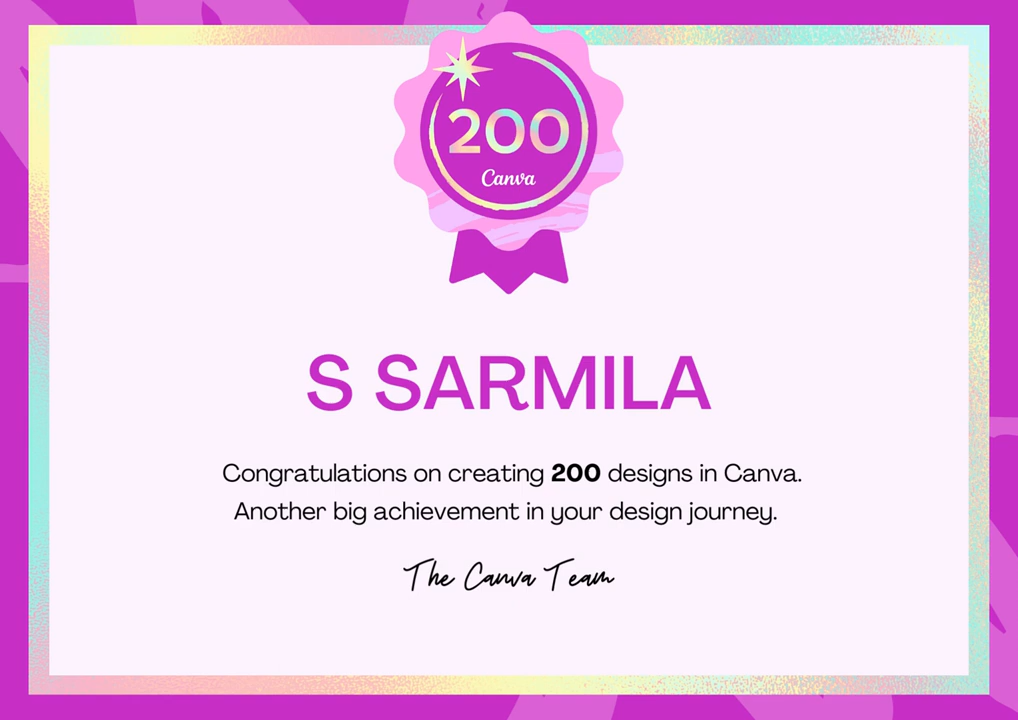 200
Canva
S SARMILA
Congratulations on creating 200 designs in Canva.
Another big achievement in your design journey.
The Canva Team